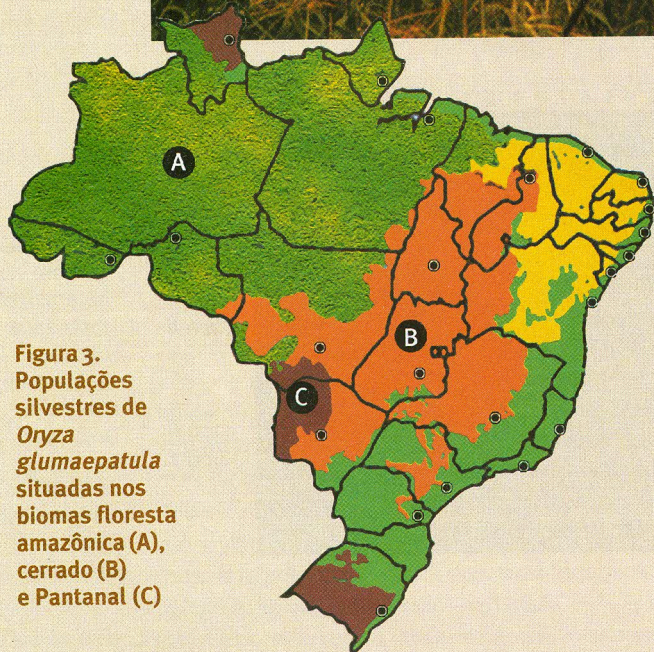 A
B
C
Figura 3.
Populações
silvestres de
Oryza
glumaepatula
situadas nos
biomas floresta
amazônica (A),
cerrado (B)
e Pantanal (C)